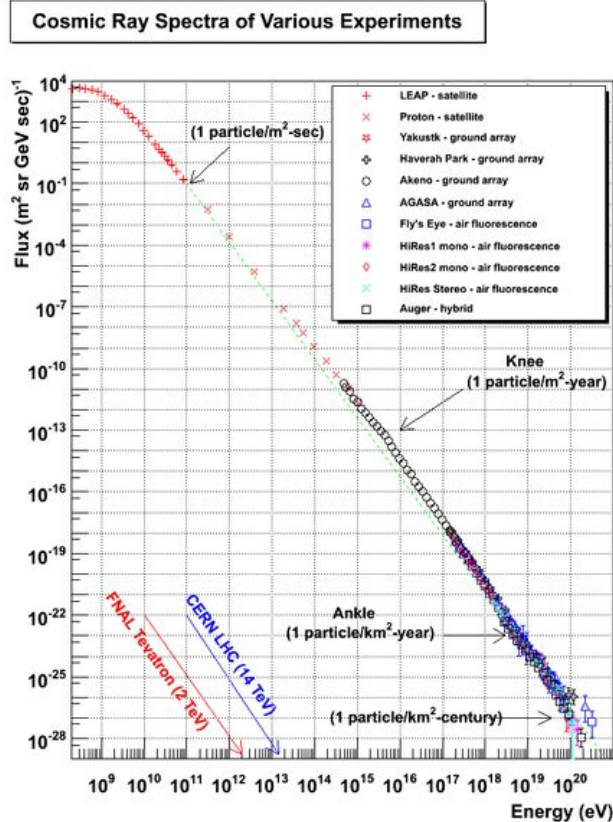 Cosmic Ray Spectra of Various Experiments
Flux (m² sr GeV sec)⁻¹
10⁴
10²
10⁻¹
10⁻⁴
10⁻⁷
10⁻¹⁰
10⁻¹³
10⁻¹⁶
10⁻¹⁹
10⁻²²
10⁻²⁵
10⁻²⁸
LEAP - satellite
Proton - satellite
Yakustk - ground array
Haverah Park - ground array
Akeno - ground array
AGASA - ground array
Fly's Eye - air fluorescence
HiRes1 mono - air fluorescence
HiRes2 mono - air fluorescence
HiRes Stereo - air fluorescence
Auger - hybrid
(1 particle/m²-sec)
Knee
(1 particle/m²-year)
Ankle
(1 particle/km²-year)
(1 particle/km²-century)
FNAL Tevatron (2 TeV)
CERN LHC (14 TeV)
10⁹ 10¹⁰ 10¹¹ 10¹² 10¹³ 10¹⁴ 10¹⁵ 10¹⁶ 10¹⁷ 10¹⁸ 10¹⁹ 10²⁰
Energy (eV)